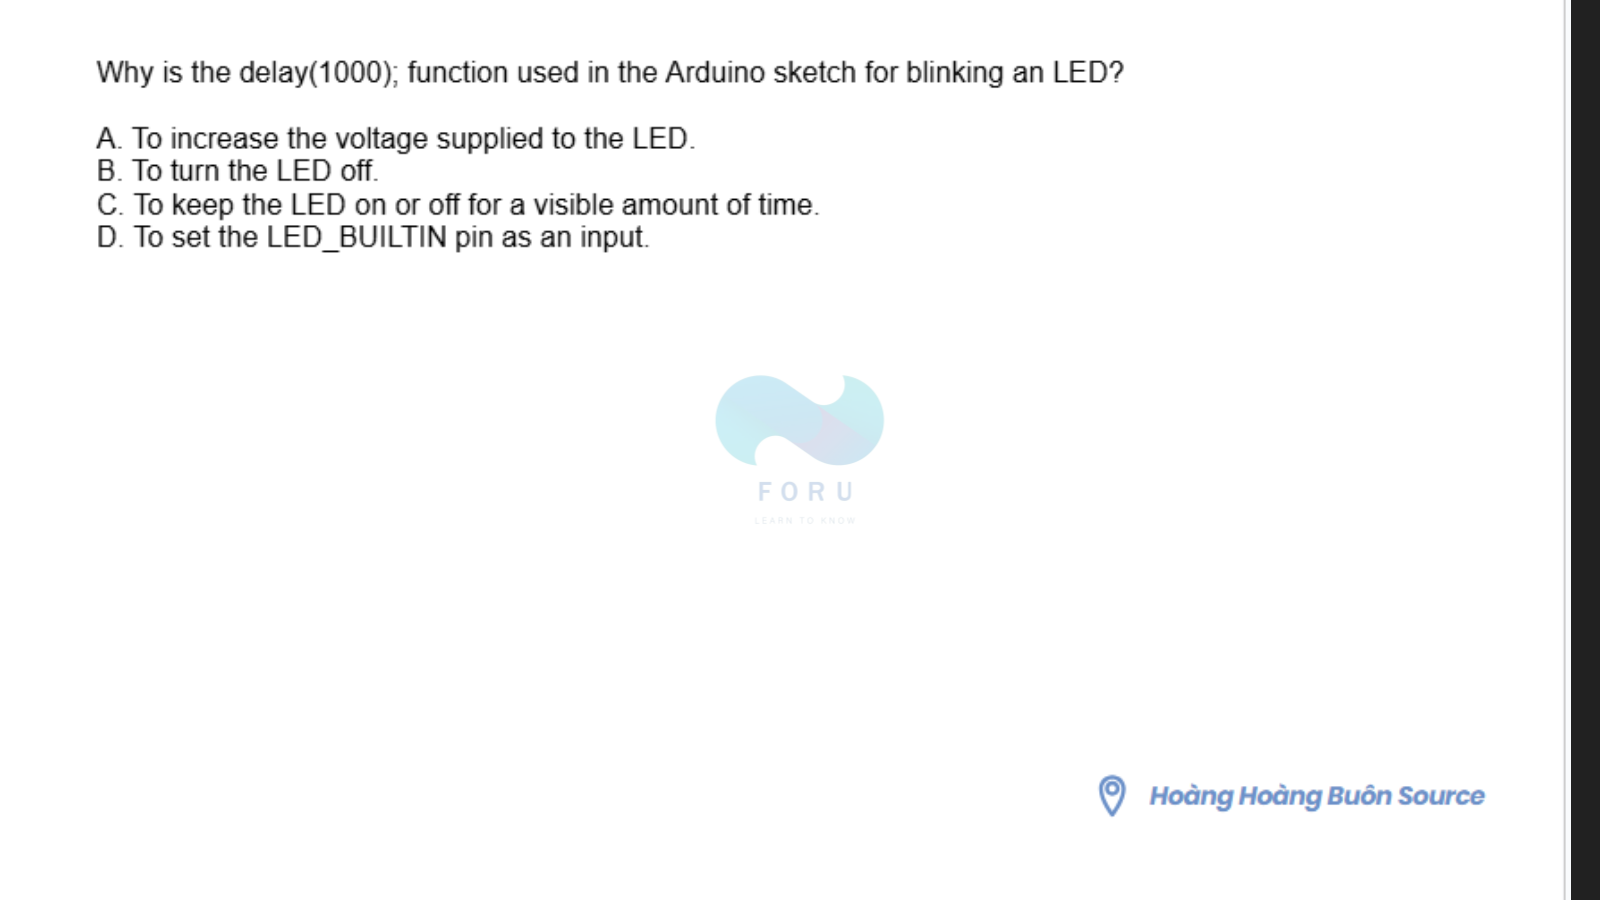 Why is the delay(1000); function used in the Arduino sketch for blinking an LED?
A. To increase the voltage supplied to the LED.
B. To turn the LED off.
C. To keep the LED on or off for a visible amount of time.
D. To set the LED_BUILTIN pin as an input.
FORU
LEARN TO KNOW
Hoàng Hoàng Buôn Source